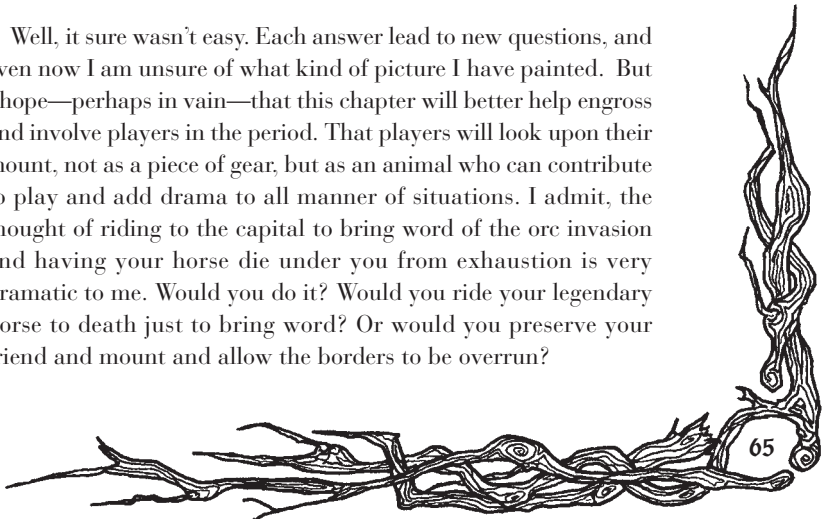 Well, it sure wasn't easy. Each answer lead to new questions, and
ven now I am unsure of what kind of picture I have painted. But
hope—perhaps in vain—that this chapter will better help engross
nd involve players in the period. That players will look upon their
nount, not as a piece of gear, but as an animal who can contribute
o play and add drama to all manner of situations. I admit, the
hought of riding to the capital to bring word of the orc invasion
nd having your horse die under you from exhaustion is very
ramatic to me. Would you do it? Would you ride your legendary
orse to death just to bring word? Or would you preserve your
riend and mount and allow the borders to be overrun?
65